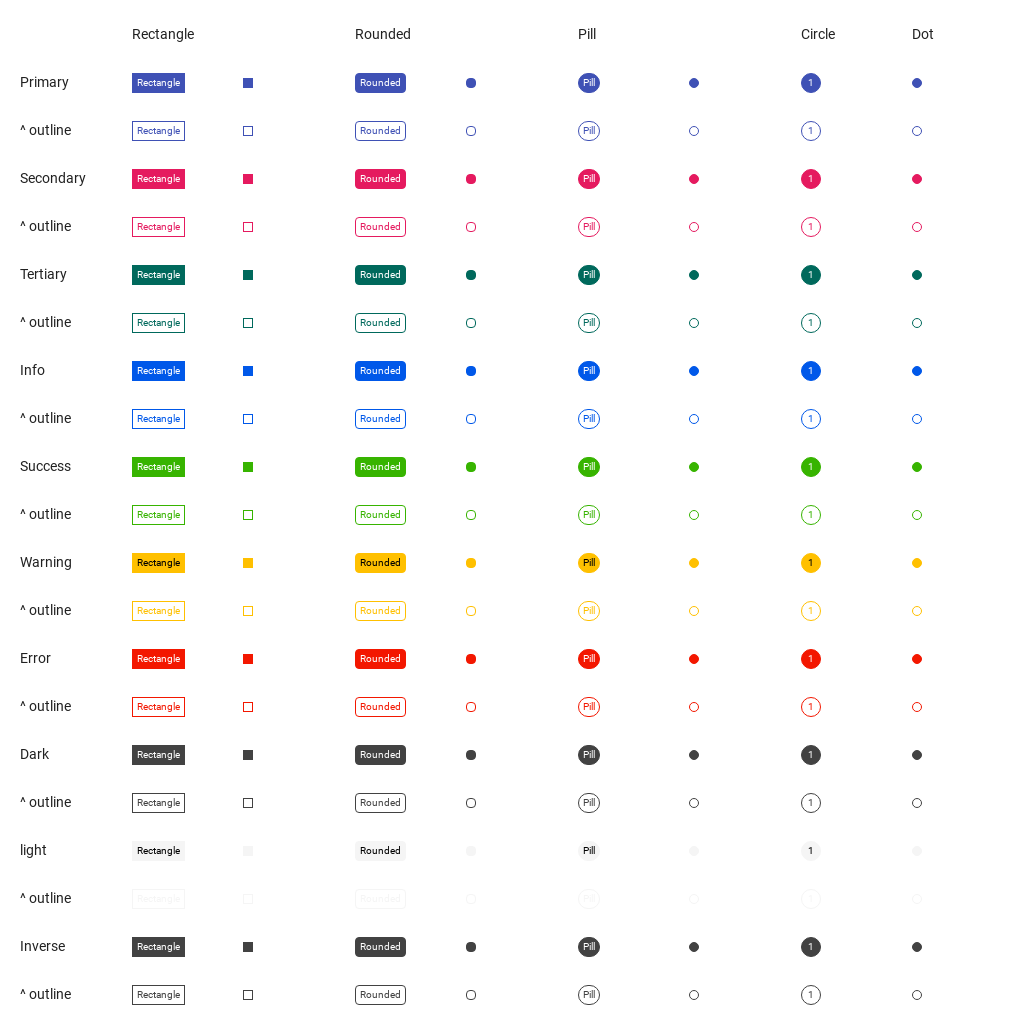 Rectangle Rounded Pill Circle Dot
Primary Rectangle Rounded Pill 1
^ outline Rectangle Rounded Pill 1
Secondary Rectangle Rounded Pill 1
^ outline Rectangle Rounded Pill 1
Tertiary Rectangle Rounded Pill 1
^ outline Rectangle Rounded Pill 1
Info Rectangle Rounded Pill 1
^ outline Rectangle Rounded Pill 1
Success Rectangle Rounded Pill 1
^ outline Rectangle Rounded Pill 1
Warning Rectangle Rounded Pill 1
^ outline Rectangle Rounded Pill 1
Error Rectangle Rounded Pill 1
^ outline Rectangle Rounded Pill 1
Dark Rectangle Rounded Pill 1
^ outline Rectangle Rounded Pill 1
light Rectangle Rounded Pill 1
^ outline Rectangle Rounded Pill 1
Inverse Rectangle Rounded Pill 1
^ outline Rectangle Rounded Pill 1